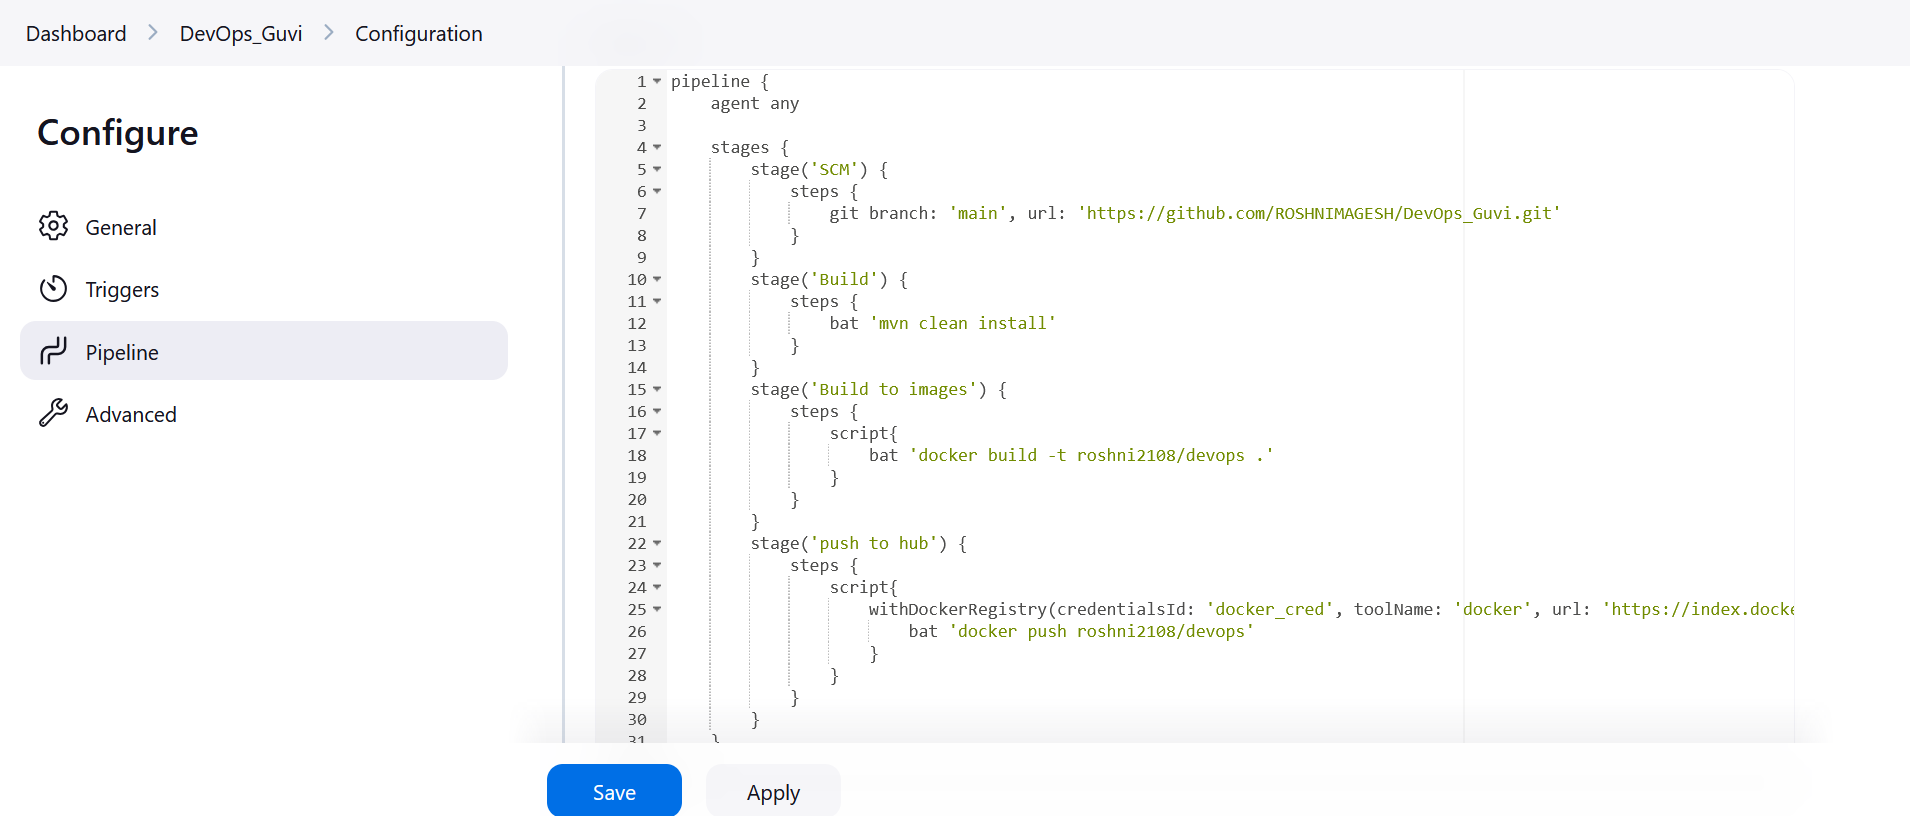 Dashboard > DevOps_Guvi > Configuration
Configure
General
Triggers
Pipeline
Advanced
1 pipeline {
2     agent any
3
4     stages {
5         stage('SCM') {
6             steps {
7                 git branch: 'main', url: 'https://github.com/ROSHNIMAGESH/DevOps_Guvi.git'
8             }
9         }
10         stage('Build') {
11             steps {
12                 bat 'mvn clean install'
13             }
14         }
15         stage('Build to images') {
16             steps {
17                 script{
18                     bat 'docker build -t roshni2108/devops .'
19                 }
20             }
21         }
22         stage('push to hub') {
23             steps {
24                 script{
25                     withDockerRegistry(credentialsId: 'docker_cred', toolName: 'docker', url: 'https://index.docke
26                         bat 'docker push roshni2108/devops'
27                     }
28                 }
29             }
30         }
31     }
Save
Apply